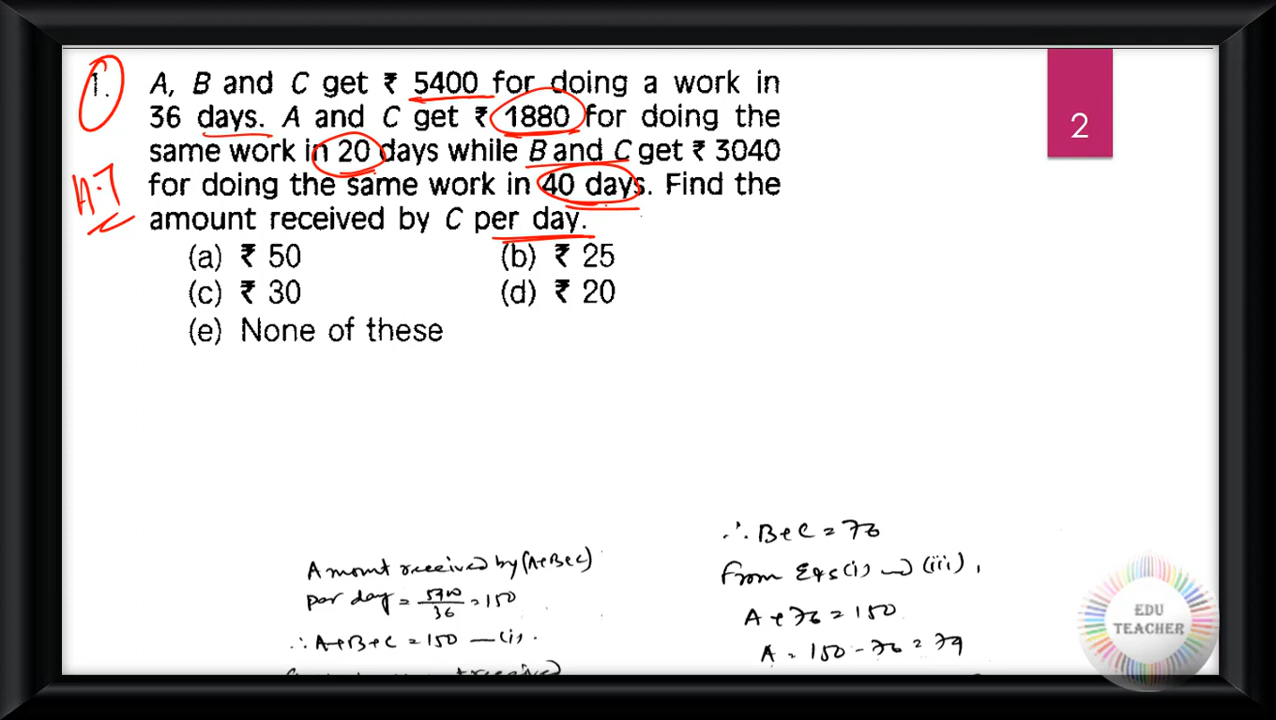 1. A, B and C get ₹ 5400 for doing a work in
36 days. A and C get ₹ 1880 for doing the
same work in 20 days while B and C get ₹ 3040
for doing the same work in 40 days. Find the
amount received by C per day.
(a) ₹ 50 (b) ₹ 25
(c) ₹ 30 (d) ₹ 20
(e) None of these
2
Amount received by (A+B+C)
per day = 5400/36 = 150
∴ A+B+C = 150 —(i).
received
∴ B+C = 76
From Eqs (i) (iii),
A + 76 = 150
A = 150 - 76 = 74
EDU
TEACHER